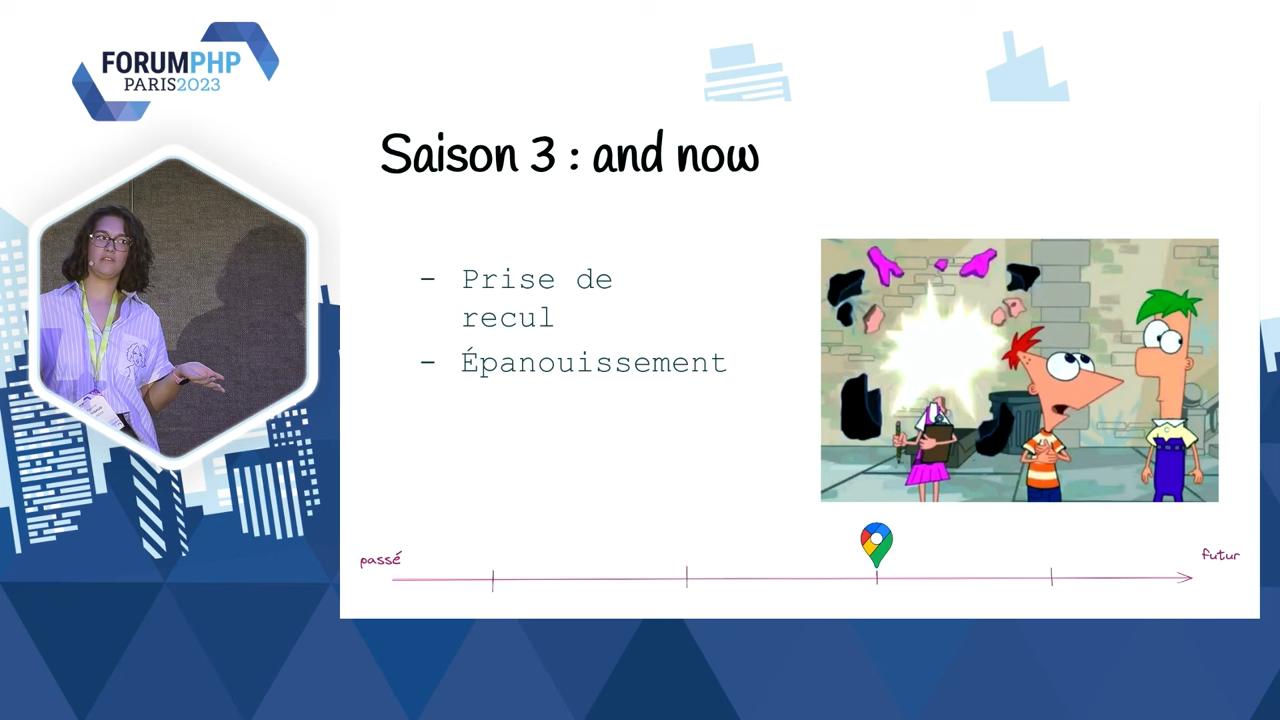 FORUMPHP
PARIS2023
Saison 3 : and now
- Prise de
recul
- Épanouissement
passé
futur